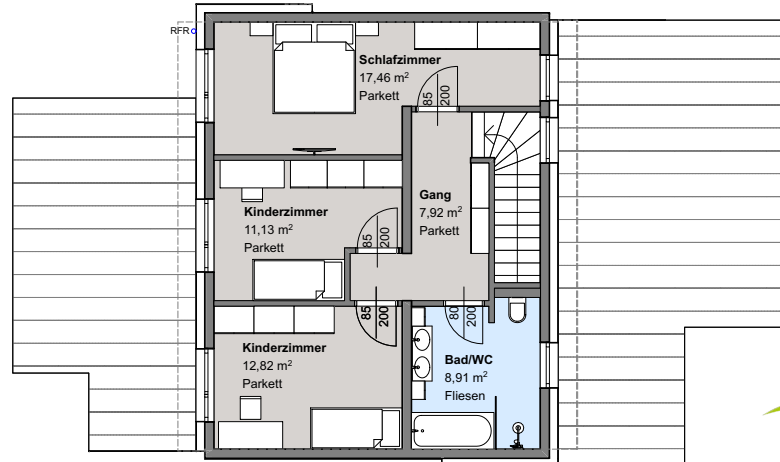 RFR
Schlafzimmer
17,46 m²
Parkett
85
200
Gang
7,92 m²
Parkett
Kinderzimmer
11,13 m²
Parkett
85
200
85
200
80
200
Kinderzimmer
12,82 m²
Parkett
Bad/WC
8,91 m²
Fliesen